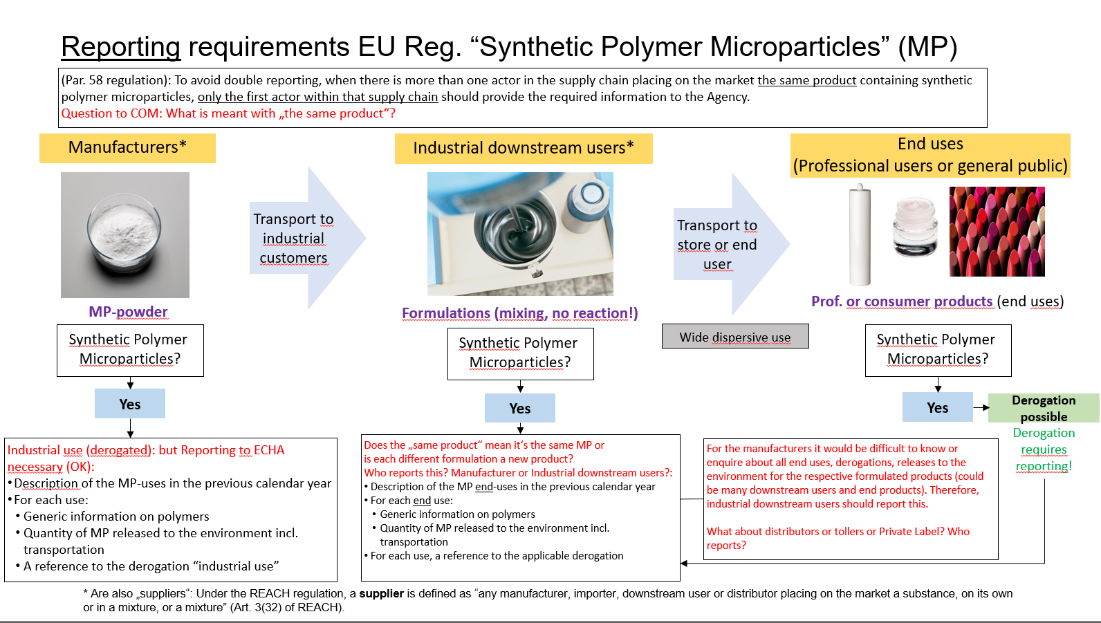 Reporting requirements EU Reg. “Synthetic Polymer Microparticles” (MP)
(Par. 58 regulation): To avoid double reporting, when there is more than one actor in the supply chain placing on the market the same product containing synthetic
polymer microparticles, only the first actor within that supply chain should provide the required information to the Agency.
Question to COM: What is meant with „the same product“?
Manufacturers*
Industrial downstream users*
End uses
(Professional users or general public)
Transport to
industrial
customers
Transport to
store or end
user
MP-powder
Formulations (mixing, no reaction!)
Prof. or consumer products (end uses)
Wide dispersive use
Synthetic Polymer
Microparticles?
Synthetic Polymer
Microparticles?
Synthetic Polymer
Microparticles?
Yes
Yes
Yes
Derogation
possible
Derogation
requires
reporting!
Industrial use (derogated): but Reporting to ECHA
necessary (OK):
•Description of the MP-uses in the previous calendar year
•For each use:
• Generic information on polymers
• Quantity of MP released to the environment incl.
transportation
• A reference to the derogation “industrial use”
Does the „same product” mean it’s the same MP or
is each different formulation a new product?
Who reports this? Manufacturer or Industrial downstream users?:
• Description of the MP end-uses in the previous calendar year
• For each end use:
• Generic information on polymers
• Quantity of MP released to the environment incl.
transportation
• For each use, a reference to the applicable derogation
For the manufacturers it would be difficult to know or
enquire about all end uses, derogations, releases to the
environment for the respective formulated products (could
be many downstream users and end products). Therefore,
industrial downstream users should report this.
What about distributors or tollers or Private Label? Who
reports?
* Are also „suppliers“: Under the REACH regulation, a supplier is defined as “any manufacturer, importer, downstream user or distributor placing on the market a substance, on its own
or in a mixture, or a mixture” (Art. 3(32) of REACH).